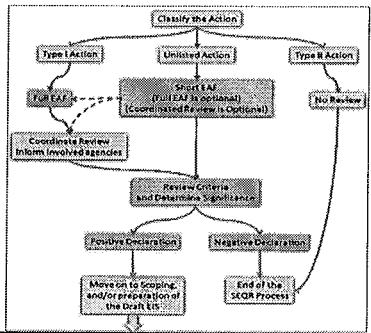 Classify the Action
Type I Action
Unlisted Action
Type II Action
Full EAF
Short EAF
(Full EAF is optional)
(Coordinated Review is Optional)
No Review
Coordinate Review
Inform Involved agencies
Review Criteria
and Determine Significance
Positive Declaration
Negative Declaration
Move on to Scoping,
and/or preparation of
the Draft EIS
End of the
SEQR Process